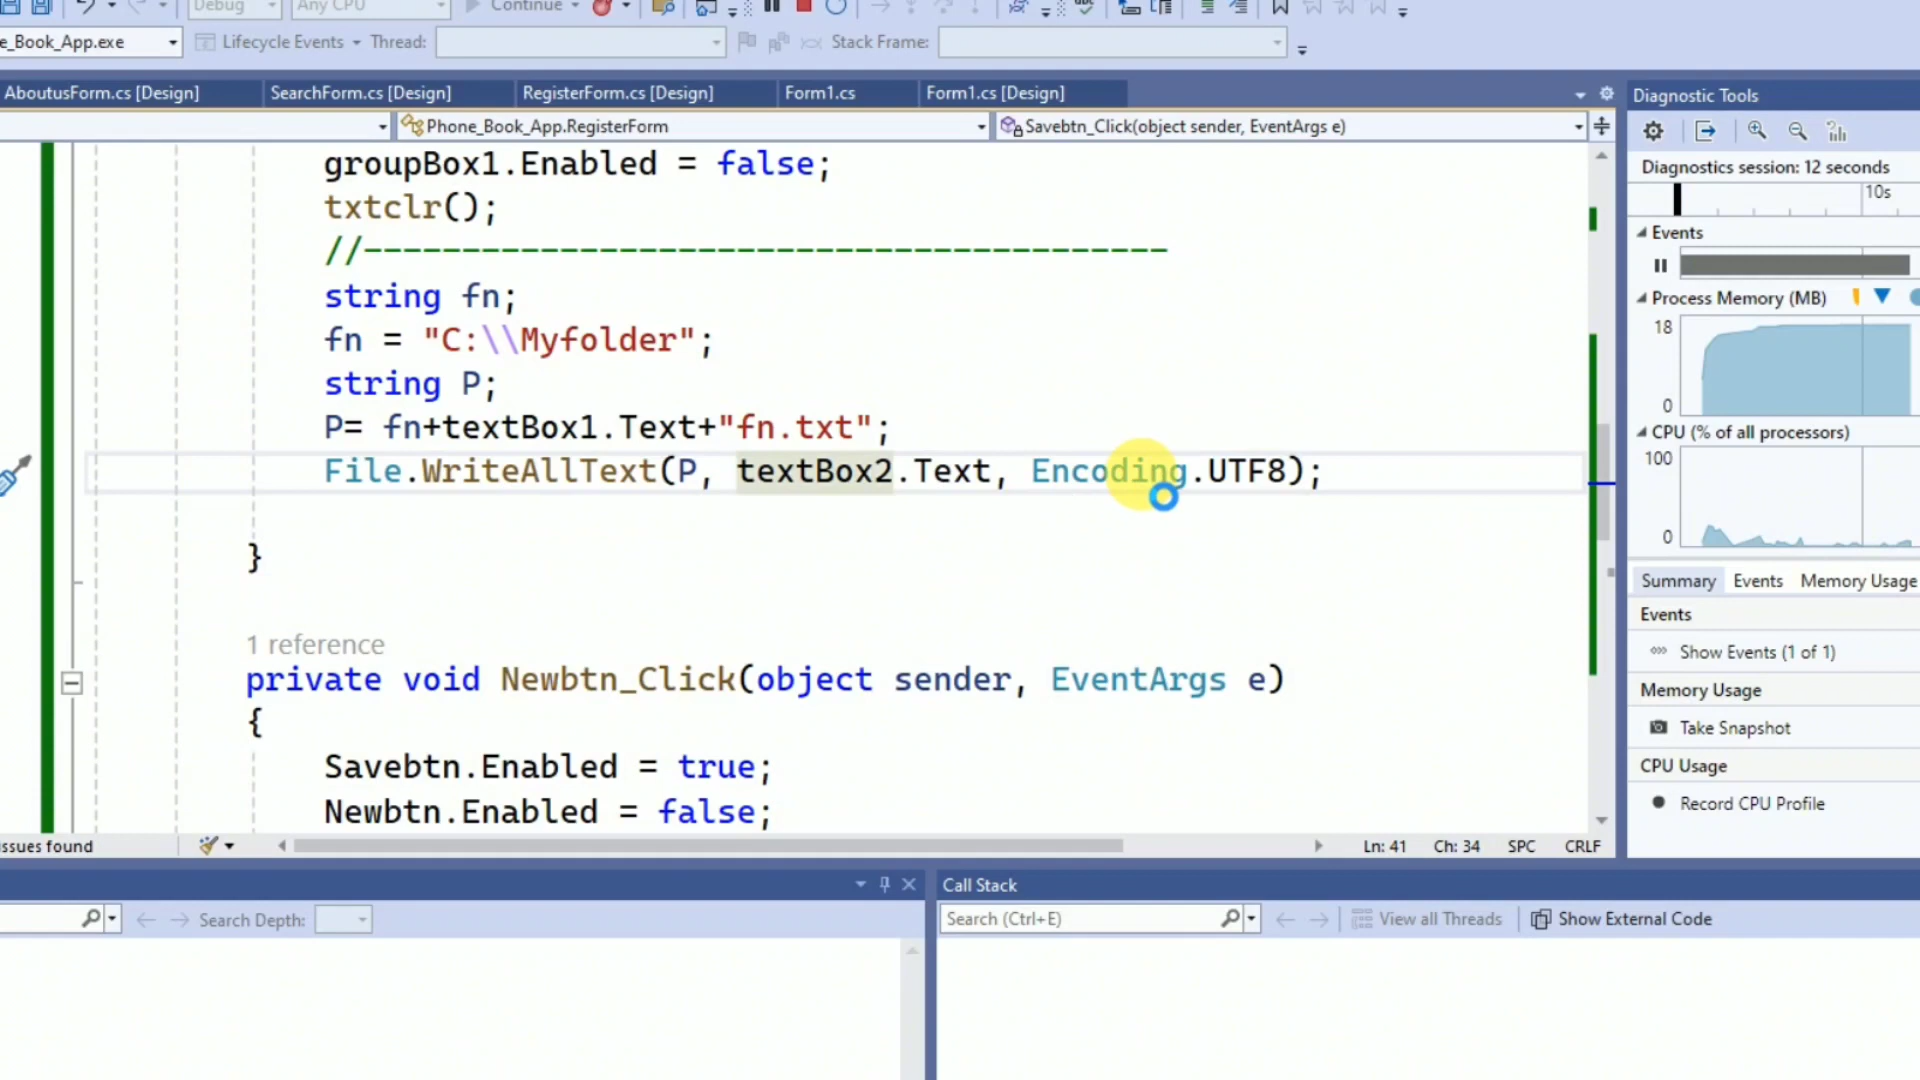 Debug Any CPU Continue
e_Book_App.exe Lifecycle Events Thread: Stack Frame:
AboutusForm.cs [Design] SearchForm.cs [Design] RegisterForm.cs [Design] Form1.cs Form1.cs [Design]
Phone_Book_App.RegisterForm Savebtn_Click(object sender, EventArgs e)
groupBox1.Enabled = false;
txtclr();
//-----------------------------------------
string fn;
fn = "C:\\Myfolder";
string P;
P= fn+textBox1.Text+"fn.txt";
File.WriteAllText(P, textBox2.Text, Encoding.UTF8);
}
1 reference
private void Newbtn_Click(object sender, EventArgs e)
{
Savebtn.Enabled = true;
Newbtn.Enabled = false;
ssues found Ln: 41 Ch: 34 SPC CRLF
Diagnostic Tools
Diagnostics session: 12 seconds
10s
Events
Process Memory (MB)
18
0
CPU (% of all processors)
100
0
Summary Events Memory Usage
Events
Show Events (1 of 1)
Memory Usage
Take Snapshot
CPU Usage
Record CPU Profile
Search Depth:
Call Stack
Search (Ctrl+E) View all Threads Show External Code